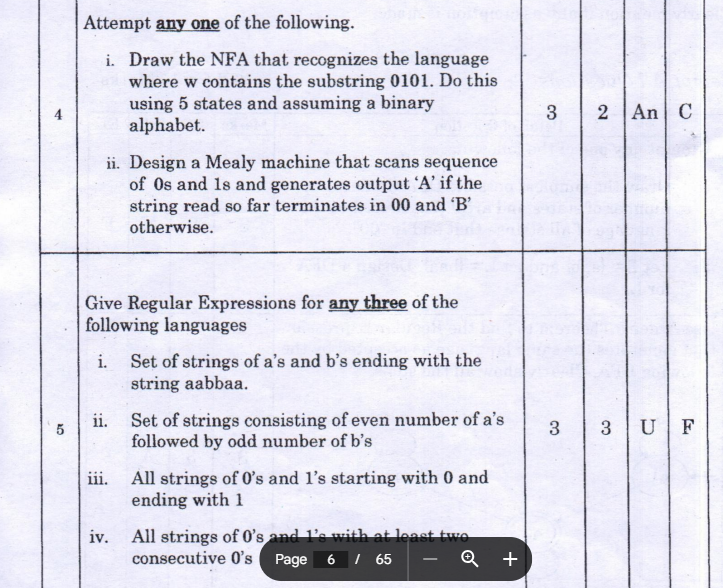 Attempt any one of the following.
i. Draw the NFA that recognizes the language
where w contains the substring 0101. Do this
using 5 states and assuming a binary
alphabet.
4
3 2 An C
ii. Design a Mealy machine that scans sequence
of 0s and 1s and generates output ‘A’ if the
string read so far terminates in 00 and ‘B’
otherwise.
Give Regular Expressions for any three of the
following languages
i. Set of strings of a’s and b’s ending with the
string aabbaa.
ii. Set of strings consisting of even number of a’s
followed by odd number of b’s
5
3 3 U F
iii. All strings of 0’s and 1’s starting with 0 and
ending with 1
iv. All strings of 0’s and 1’s with at least two
consecutive 0’s
Page 6 / 65